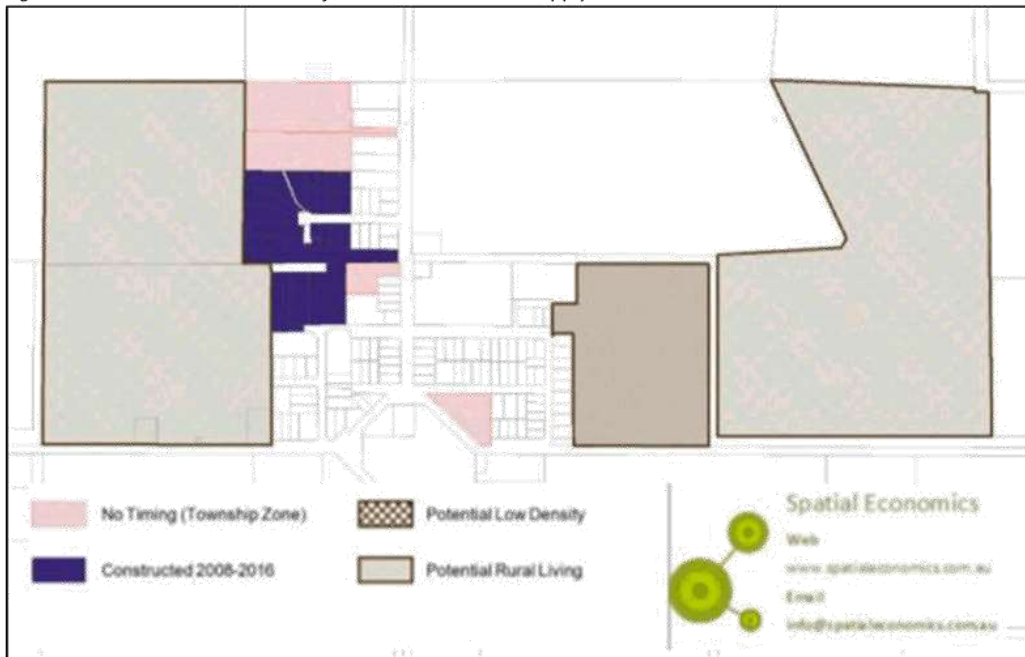 No Timing (Township Zone)
Potential Low Density
Constructed 2008-2016
Potential Rural Living
Spatial Economics
Web
www.spatialeconomics.com.au
Email
info@spatialeconomics.com.au